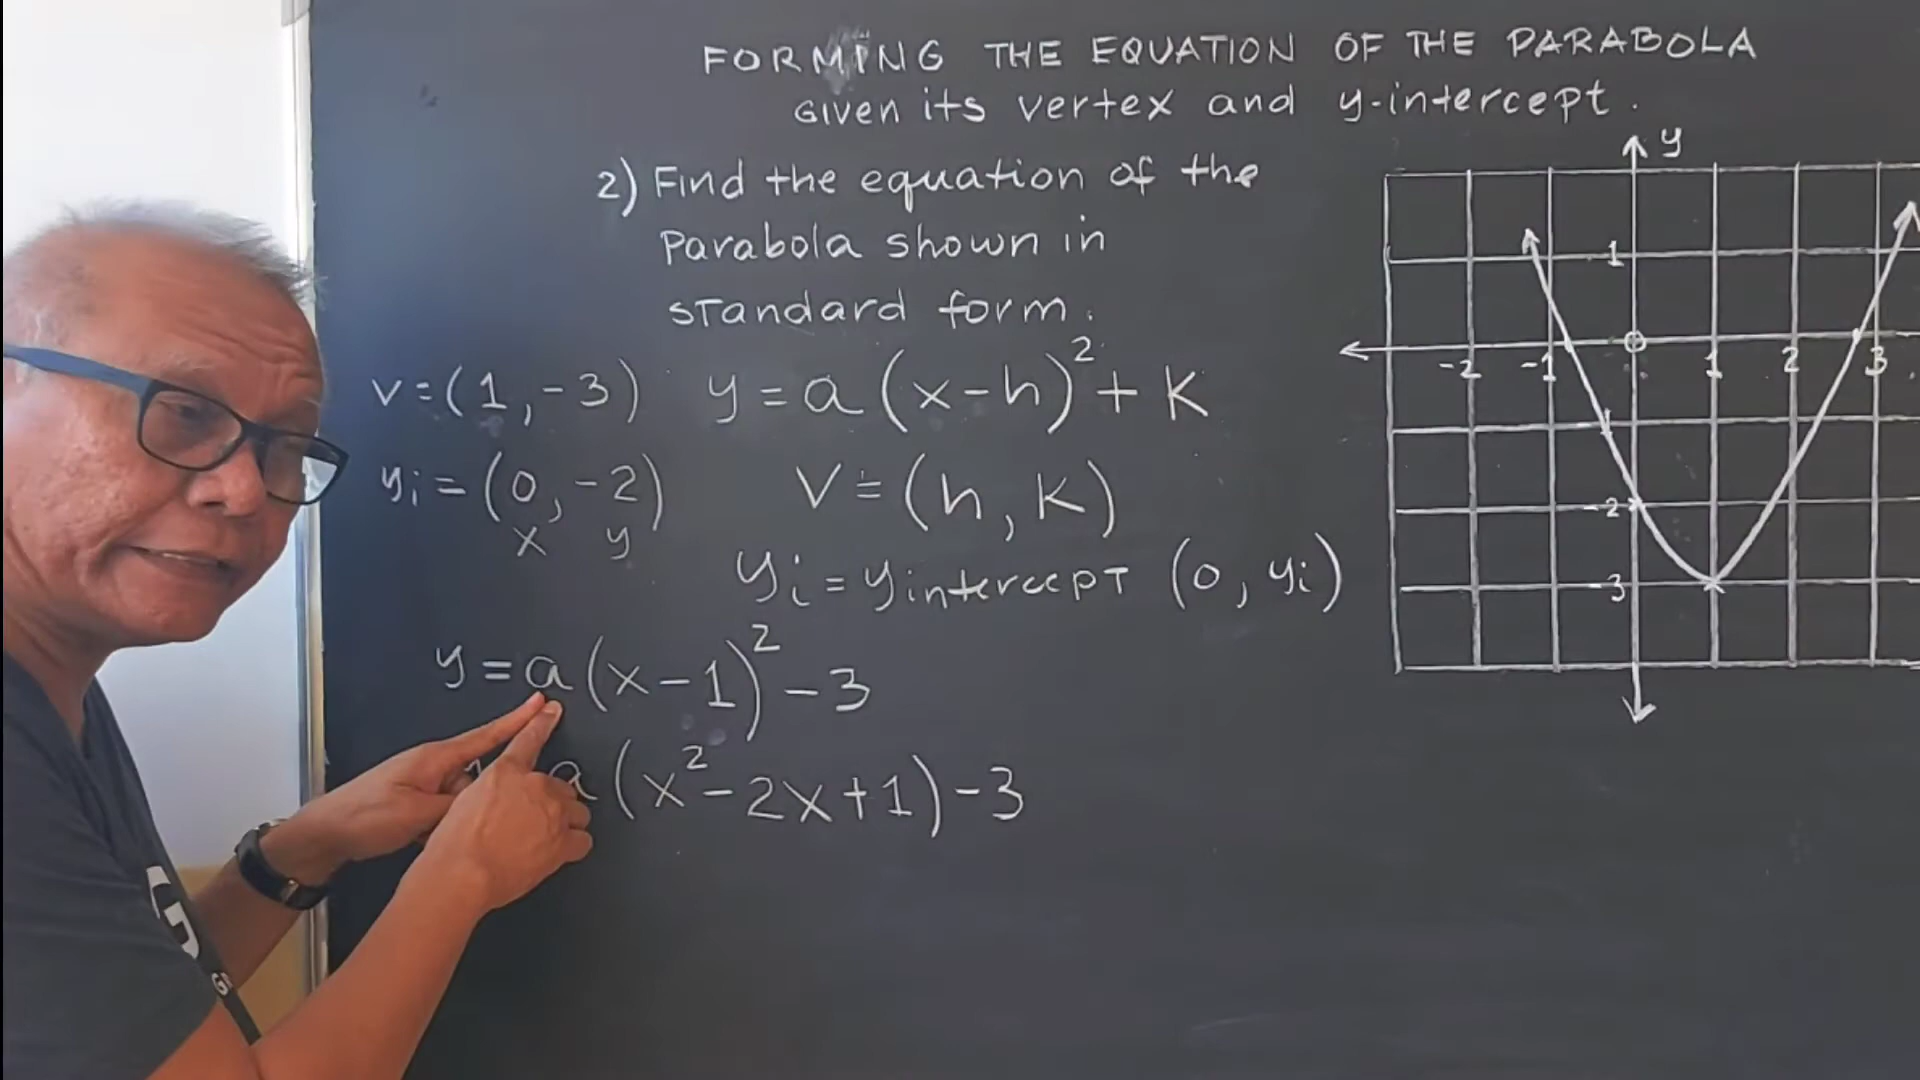 FORMING THE EQUATION OF THE PARABOLA
GIVEN its vertex and y-intercept.
2) Find the equation of the
Parabola shown in
standard form.
V=(1,-3) y = a(x-h)² + K
yi = (0,-2) V = (h, K)
x y
yi = yintercept (0, yi)
y = a(x-1)² - 3
a(x²-2x+1)-3
y
1
-2 -1 0 1 2 3
-2
-3
G